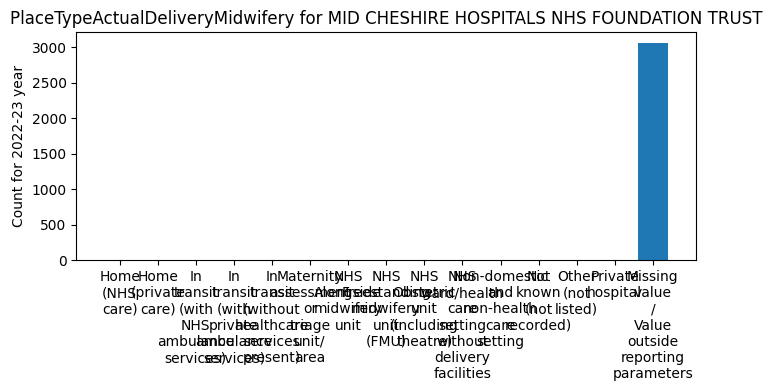 PlaceTypeActualDeliveryMidwifery for MID CHESHIRE HOSPITALS NHS FOUNDATION TRUST
Count for 2022-23 year
3000
2500
2000
1500
1000
500
0
Home
(NHS
care)
Home
(private
care)
In
transit
(with
NHS
ambulance
services)
In
transit
(with
private
ambulance
services)
In
transit
(without
healthcare
services
present)
Maternity
assessment
or
triage
unit/
area
NHS
Alongside
midwifery
unit
NHS
Freestanding
midwifery
unit
(FMU)
NHS
Obstetric
unit
(including
theatre)
NHS
ward/health
care
setting
without
delivery
facilities
Non-domestic
and
non-health
care
setting
Not
known
(not
recorded)
Other
(not
listed)
Private
hospital
Missing
value
/
Value
outside
reporting
parameters